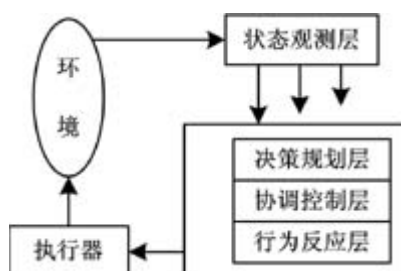 环
境
状态观测层
决策规划层
协调控制层
行为反应层
执行器